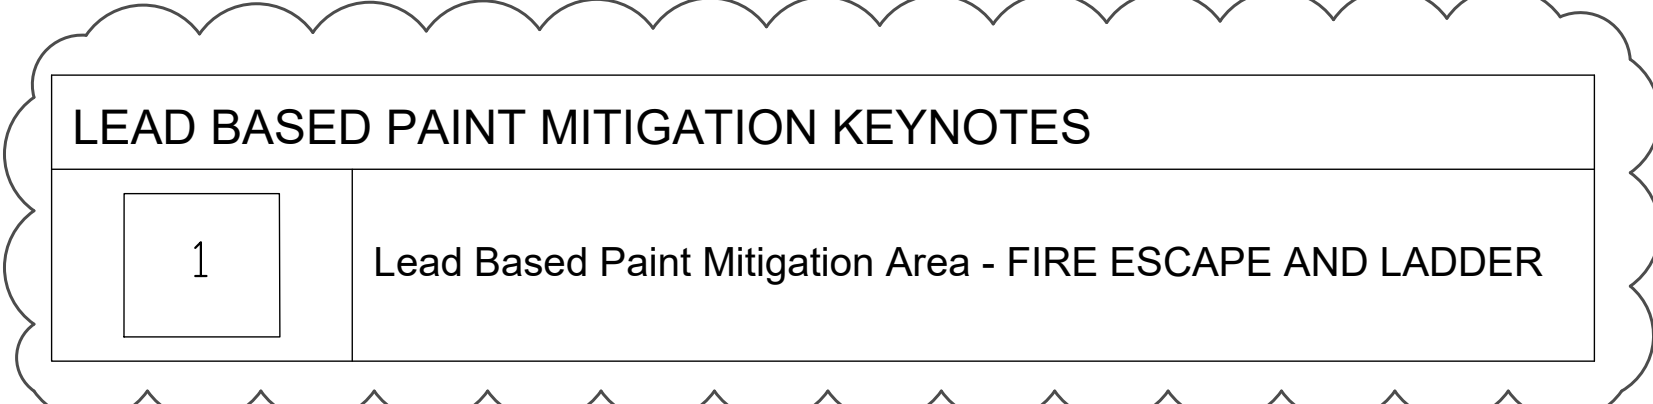 LEAD BASED PAINT MITIGATION KEYNOTES
1
Lead Based Paint Mitigation Area - FIRE ESCAPE AND LADDER